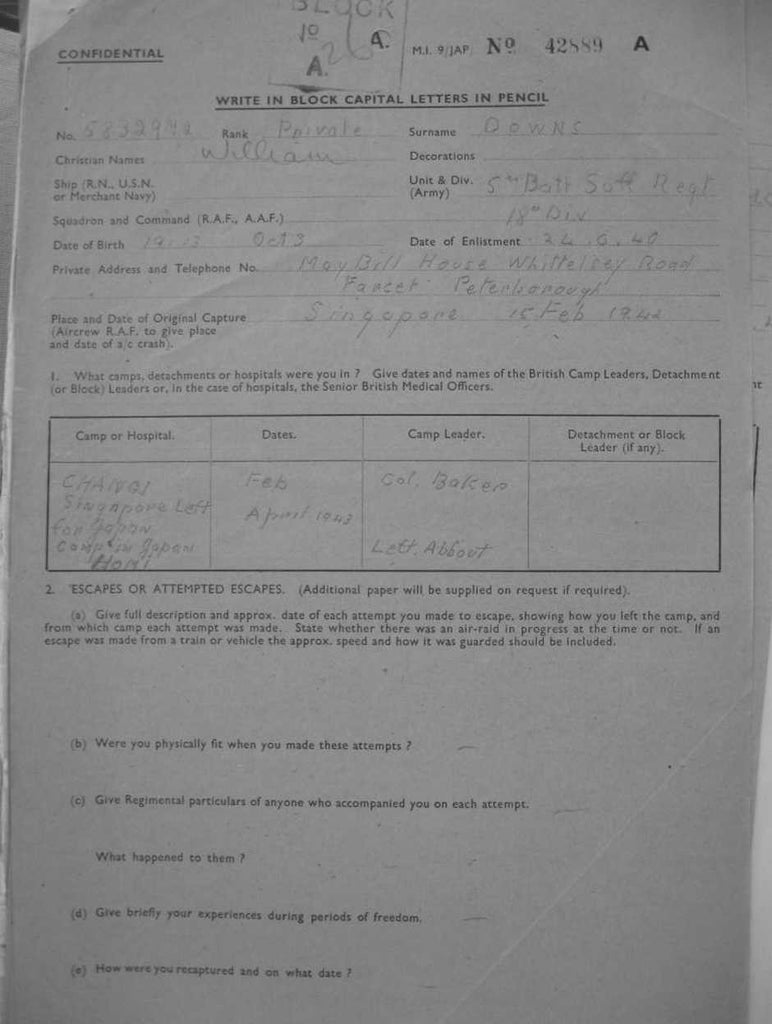 BLOCK
10
A 26 A.
CONFIDENTIAL
M.I. 9/JAP No 42889 A
WRITE IN BLOCK CAPITAL LETTERS IN PENCIL
No. 5832942 Rank Private Surname DOWNS
Christian Names William Decorations
Ship (R.N., U.S.N. or Merchant Navy) Unit & Div. (Army) 5th Batt Suff Regt
18th Div
Squadron and Command (R.A.F., A.A.F.)
Date of Birth Oct 3 Date of Enlistment 24.6.40
Private Address and Telephone No. House Whittelsey Road
Farcet Peterborough
Place and Date of Original Capture Singapore 15 Feb 1942
(Aircrew R.A.F. to give place
and date of a/c crash).
1. What camps, detachments or hospitals were you in ? Give dates and names of the British Camp Leaders, Detachment
(or Block) Leaders or, in the case of hospitals, the Senior British Medical Officers.
Camp or Hospital. Dates. Camp Leader. Detachment or Block Leader (if any).
CHANGI Feb Col. Baker
Singapore Left April 1943
for Japan
Camp in Japan Left. Abbout
2. ESCAPES OR ATTEMPTED ESCAPES. (Additional paper will be supplied on request if required).
(a) Give full description and approx. date of each attempt you made to escape, showing how you left the camp, and
from which camp each attempt was made. State whether there was an air-raid in progress at the time or not. If an
escape was made from a train or vehicle the approx. speed and how it was guarded should be included.
(b) Were you physically fit when you made these attempts ? —
(c) Give Regimental particulars of anyone who accompanied you on each attempt. —
What happened to them ?
(d) Give briefly your experiences during periods of freedom. —
(e) How were you recaptured and on what date ?